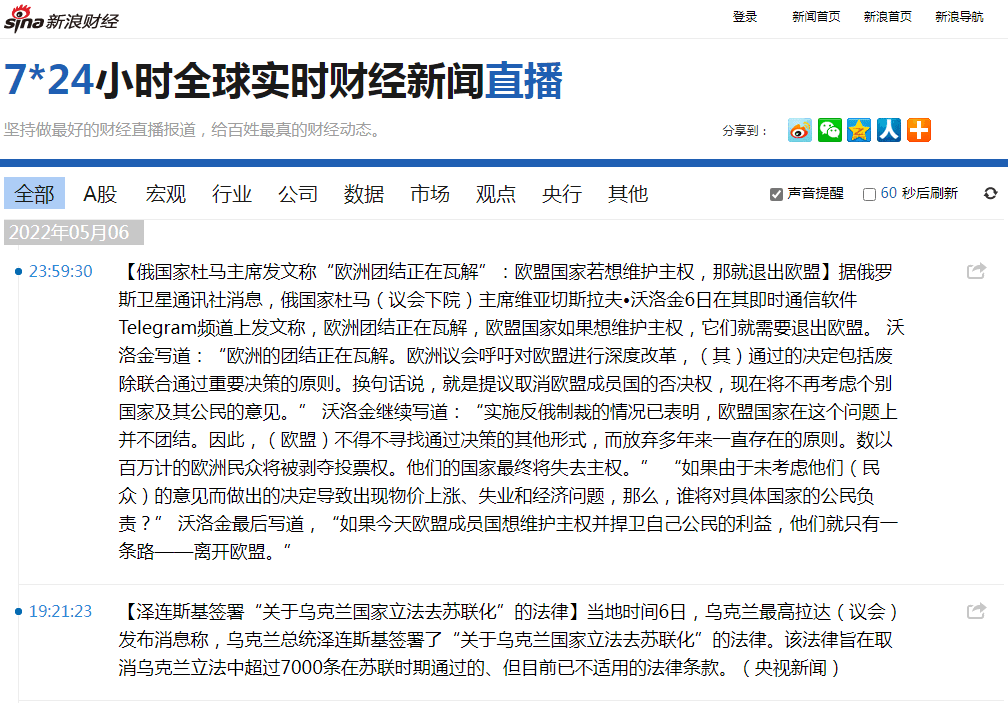 sina新浪财经
登录 新闻首页 新浪首页 新浪导航
7*24小时全球实时财经新闻直播
坚持做最好的财经直播报道，给百姓最真的财经动态。
分享到：
全部 A股 宏观 行业 公司 数据 市场 观点 央行 其他 声音提醒 60 秒后刷新
2022年05月06
23:59:30 【俄国家杜马主席发文称“欧洲团结正在瓦解”：欧盟国家若想维护主权，那就退出欧盟】据俄罗
斯卫星通讯社消息，俄国家杜马（议会下院）主席维亚切斯拉夫•沃洛金6日在其即时通信软件
Telegram频道上发文称，欧洲团结正在瓦解，欧盟国家如果想维护主权，它们就需要退出欧盟。 沃
洛金写道：“欧洲的团结正在瓦解。欧洲议会呼吁对欧盟进行深度改革，（其）通过的决定包括废
除联合通过重要决策的原则。换句话说，就是提议取消欧盟成员国的否决权，现在将不再考虑个别
国家及其公民的意见。” 沃洛金继续写道：“实施反俄制裁的情况已表明，欧盟国家在这个问题上
并不团结。因此，（欧盟）不得不寻找通过决策的其他形式，而放弃多年来一直存在的原则。数以
百万计的欧洲民众将被剥夺投票权。他们的国家最终将失去主权。” “如果由于未考虑他们（民
众）的意见而做出的决定导致出现物价上涨、失业和经济问题，那么，谁将对具体国家的公民负
责？” 沃洛金最后写道，“如果今天欧盟成员国想维护主权并捍卫自己公民的利益，他们就只有一
条路——离开欧盟。”
19:21:23 【泽连斯基签署“关于乌克兰国家立法去苏联化”的法律】当地时间6日，乌克兰最高拉达（议会）
发布消息称，乌克兰总统泽连斯基签署了“关于乌克兰国家立法去苏联化”的法律。该法律旨在取
消乌克兰立法中超过7000条在苏联时期通过的、但目前已不适用的法律条款。（央视新闻）